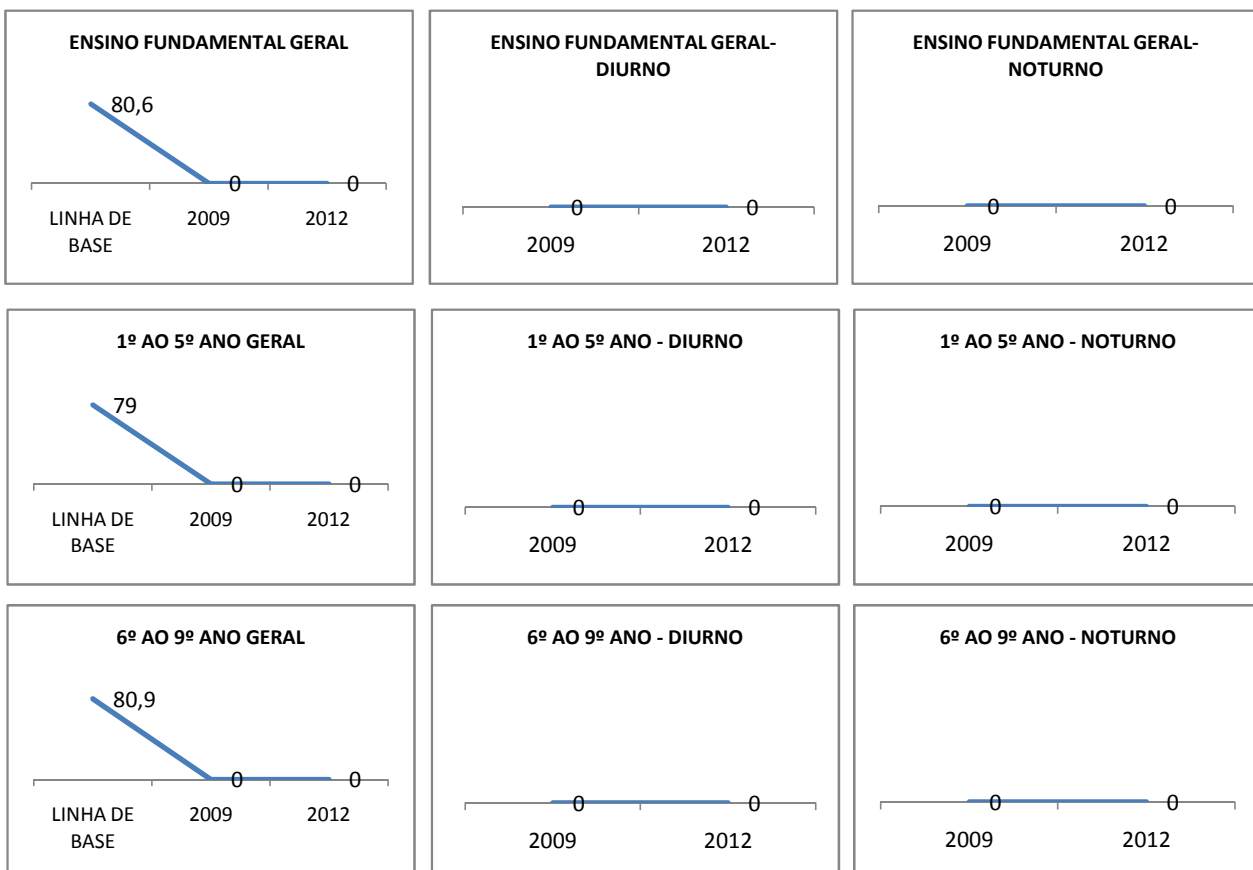 ENSINO FUNDAMENTAL GERAL
80,6
0
0
LINHA DE
BASE
2009
2012
ENSINO FUNDAMENTAL GERAL-
DIURNO
0
0
2009
2012
ENSINO FUNDAMENTAL GERAL-
NOTURNO
0
0
2009
2012
1º AO 5º ANO GERAL
79
0
0
LINHA DE
BASE
2009
2012
1º AO 5º ANO - DIURNO
0
0
2009
2012
1º AO 5º ANO - NOTURNO
0
0
2009
2012
6º AO 9º ANO GERAL
80,9
0
0
LINHA DE
BASE
2009
2012
6º AO 9º ANO - DIURNO
0
0
2009
2012
6º AO 9º ANO - NOTURNO
0
0
2009
2012